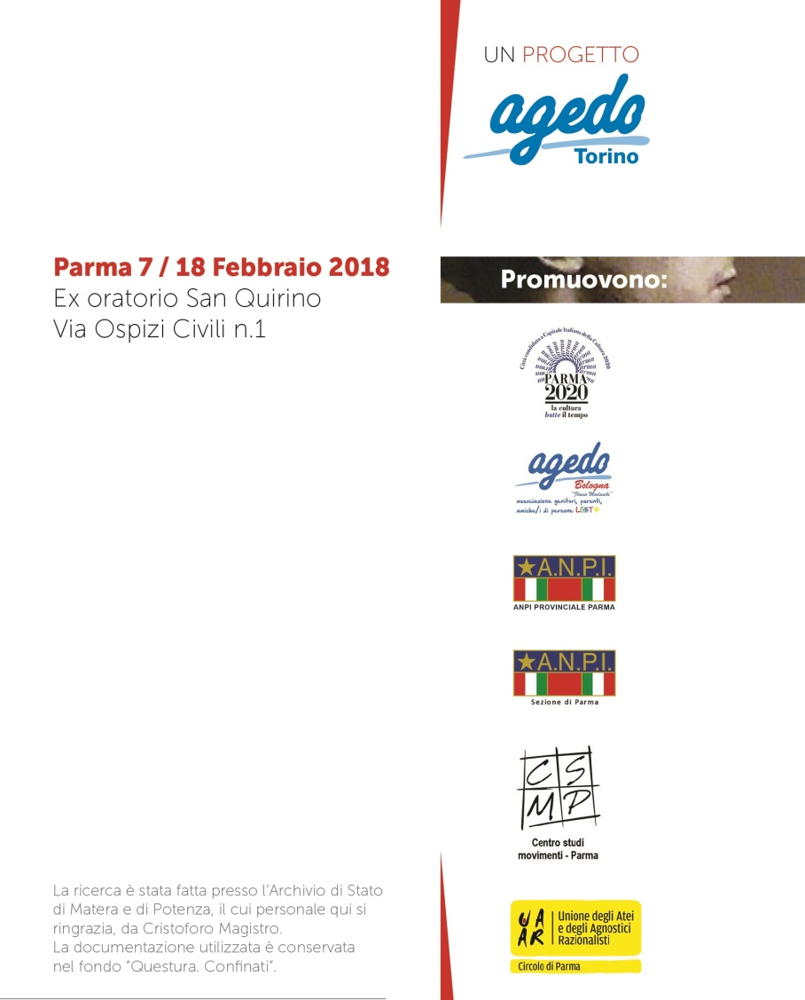 UN PROGETTO
agedo
Torino
Parma 7 / 18 Febbraio 2018
Ex oratorio San Quirino
Via Ospizi Civili n.1
Promuovono:
Città candidata a Capitale Italiana della Cultura 2020
PARMA
2020
la cultura
batte il tempo
agedo
Bologna
"Flavia Madaschi"
associazione genitori, parenti,
amiche/i di persone LGBT+
A.N.P.I.
ANPI PROVINCIALE PARMA
A.N.P.I.
Sezione di Parma
C S
M P
Centro studi
movimenti - Parma
UA
AR
Unione degli Atei
e degli Agnostici
Razionalisti
Circolo di Parma
La ricerca è stata fatta presso l'Archivio di Stato
di Matera e di Potenza, il cui personale qui si
ringrazia, da Cristoforo Magistro.
La documentazione utilizzata è conservata
nel fondo "Questura. Confinati".